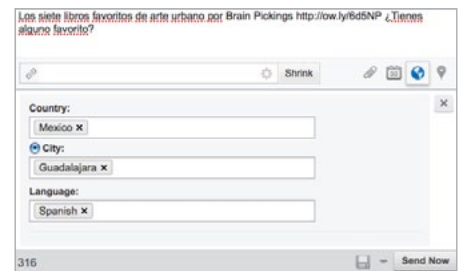 Los siete libros favoritos de arte urbano por Brain Pickings http://ow.ly/6d5NP ¿Tienes
alguno favorito?
Shrink
Country:
Mexico ×
City:
Guadalajara ×
Language:
Spanish ×
316
Send Now